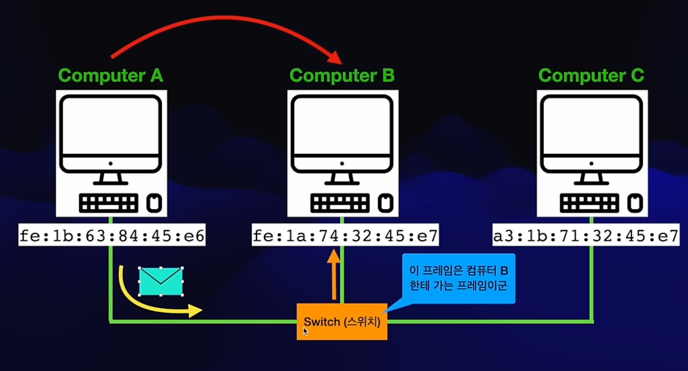 Computer A
Computer B
Computer C
fe:1b:63:84:45:e6
fe:1a:74:32:45:e7
a3:1b:71:32:45:e7
이 프레임은 컴퓨터 B
한테 가는 프레임이군
Switch (스위치)